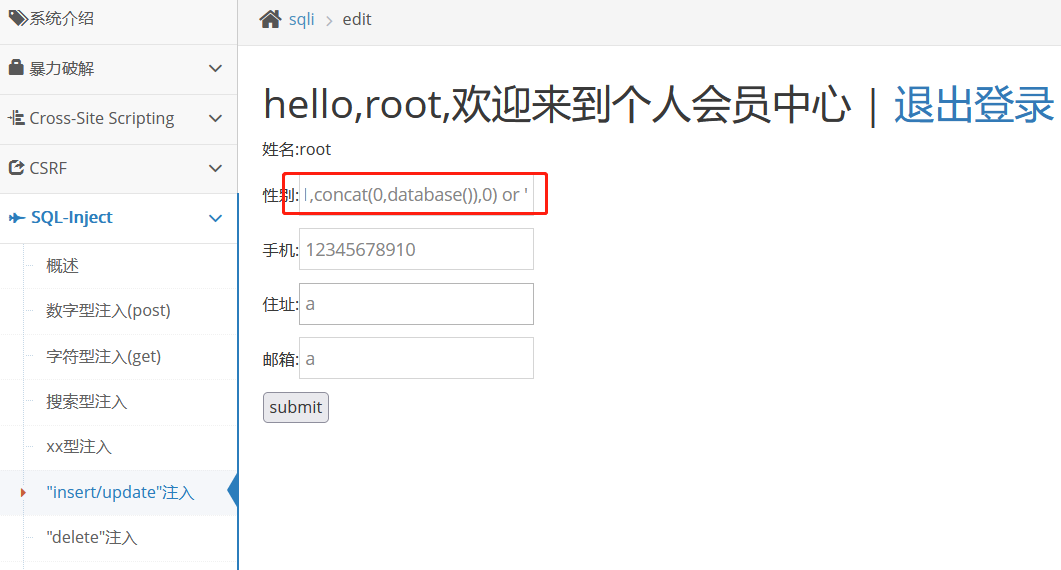 系统介绍
暴力破解
Cross-Site Scripting
CSRF
SQL-Inject
概述
数字型注入(post)
字符型注入(get)
搜索型注入
xx型注入
"insert/update"注入
"delete"注入
sqli > edit
hello,root,欢迎来到个人会员中心 | 退出登录
姓名:root
性别: ,concat(0,database()),0) or '
手机: 12345678910
住址: a
邮箱: a
submit